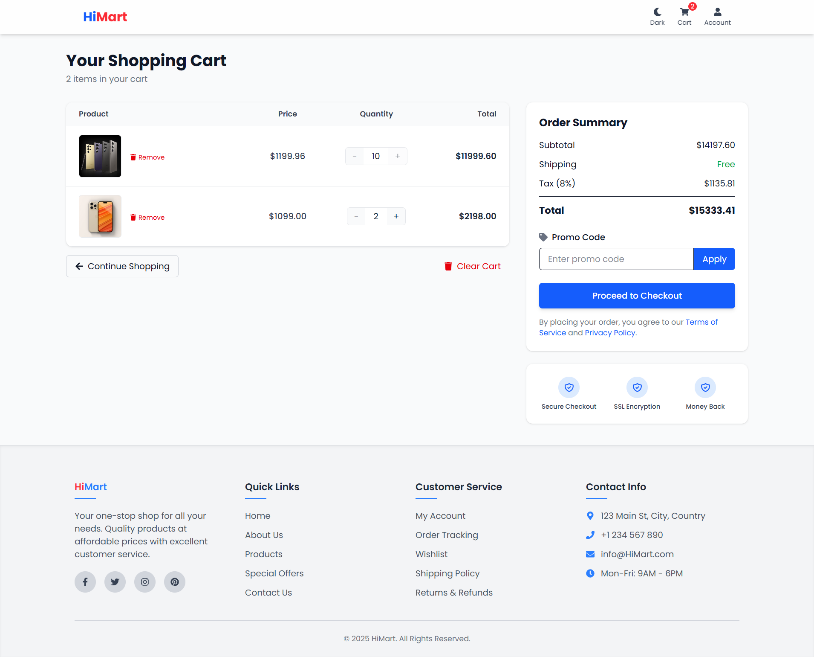 HiMart
2
Dark Cart Account
Your Shopping Cart
2 items in your cart
Product Price Quantity Total
Remove $1199.96 - 10 + $11999.60
Remove $1099.00 - 2 + $2198.00
Continue Shopping Clear Cart
Order Summary
Subtotal $14197.60
Shipping Free
Tax (8%) $1135.81
Total $15333.41
Promo Code
Enter promo code Apply
Proceed to Checkout
By placing your order, you agree to our Terms of
Service and Privacy Policy.
Secure Checkout SSL Encryption Money Back
HiMart
Your one-stop shop for all your
needs. Quality products at
affordable prices with excellent
customer service.
Quick Links
Home
About Us
Products
Special Offers
Contact Us
Customer Service
My Account
Order Tracking
Wishlist
Shipping Policy
Returns & Refunds
Contact Info
123 Main St, City, Country
+1 234 567 890
info@HiMart.com
Mon-Fri: 9AM - 6PM
© 2025 HiMart. All Rights Reserved.